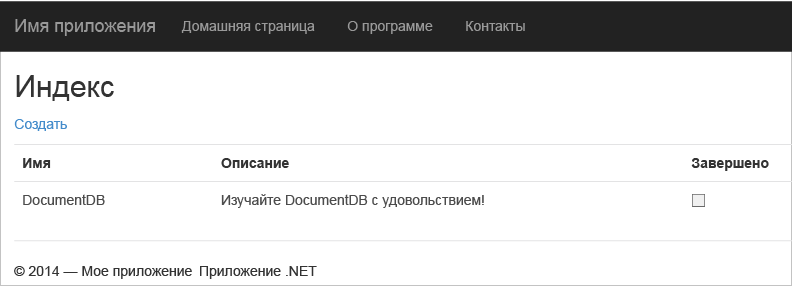 Имя приложения Домашняя страница О программе Контакты
Индекс
Создать
Имя Описание Завершено
DocumentDB Изучайте DocumentDB с удовольствием!
© 2014 — Мое приложение Приложение .NET